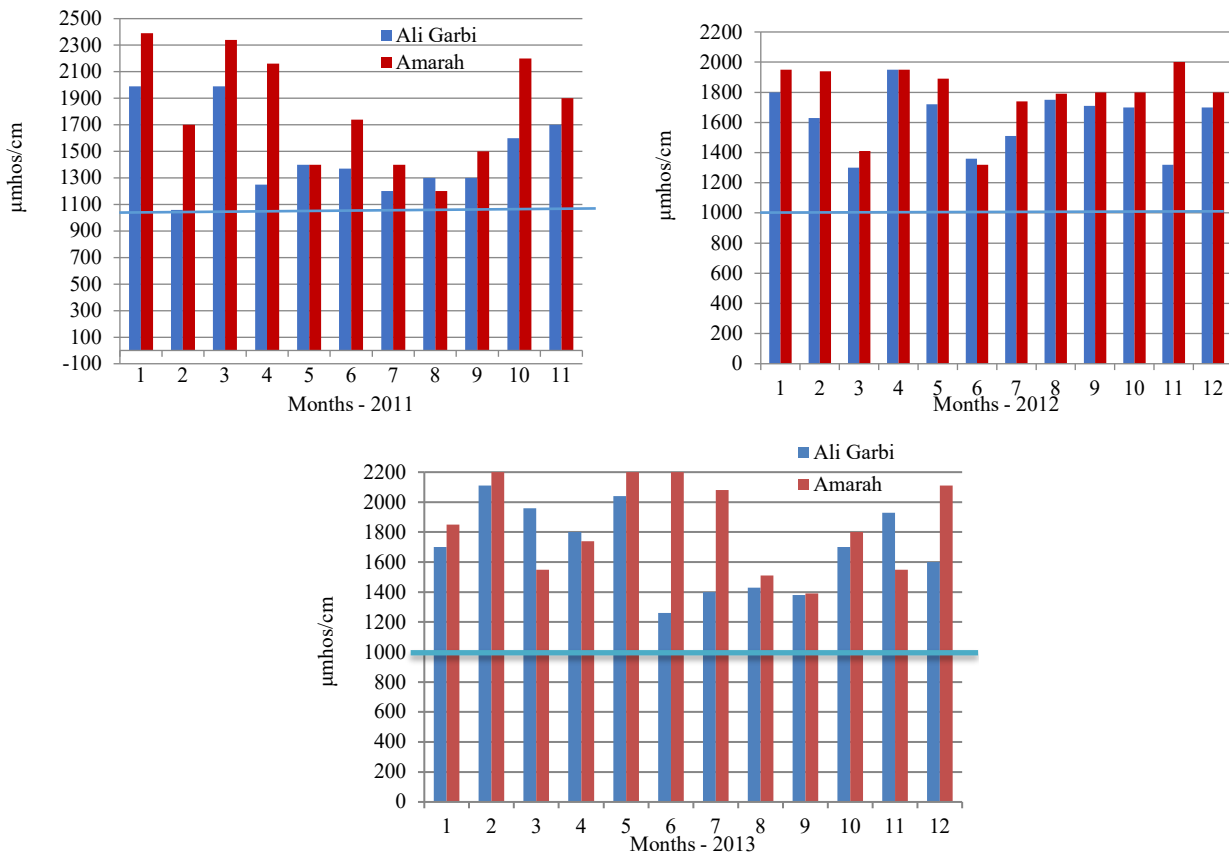 2500
2300
2100
1900
1700
1500
1300
1100
900
700
500
300
100
-100
µmhos/cm
Ali Garbi
Amarah
1 2 3 4 5 6 7 8 9 10 11
Months - 2011
2200
2000
1800
1600
1400
1200
1000
800
600
400
200
0
µmhos/cm
1 2 3 4 5 6 7 8 9 10 11 12
Months - 2012
Ali Garbi
Amarah
2200
2000
1800
1600
1400
1200
1000
800
600
400
200
0
µmhos/cm
1 2 3 4 5 6 7 8 9 10 11 12
Months - 2013